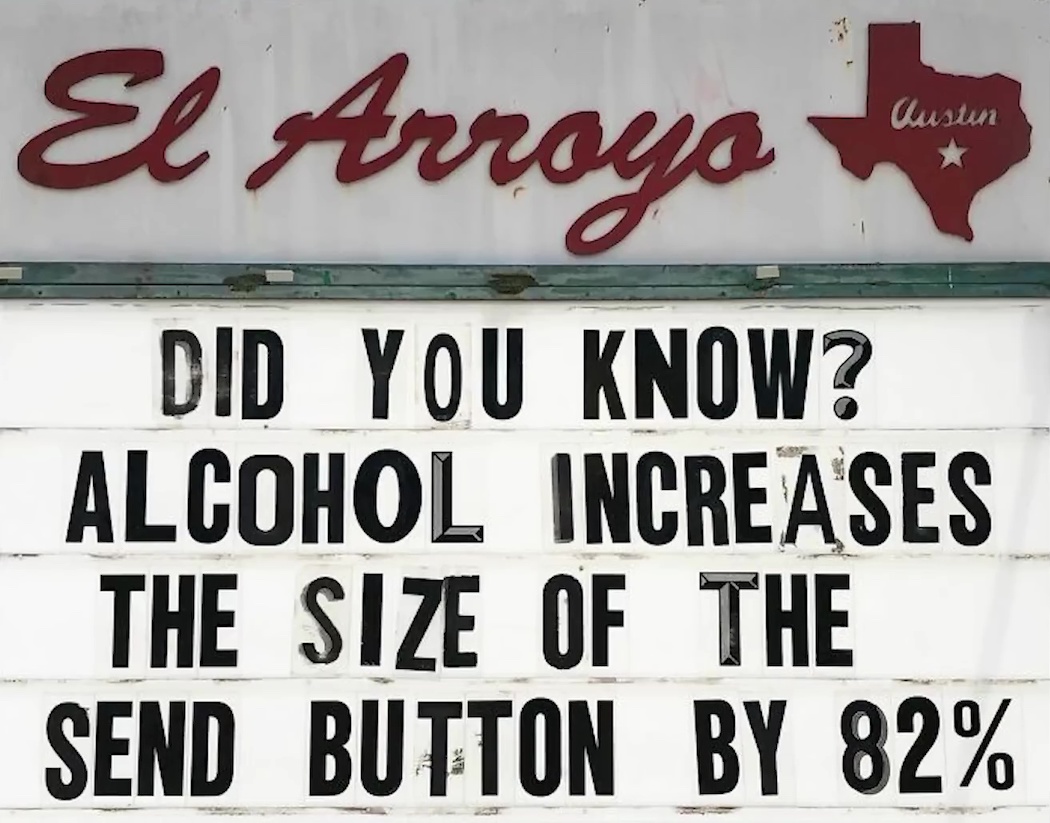 El Arroyo
Austin
DID YOU KNOW?
ALCOHOL INCREASES
THE SIZE OF THE
SEND BUTTON BY 82%